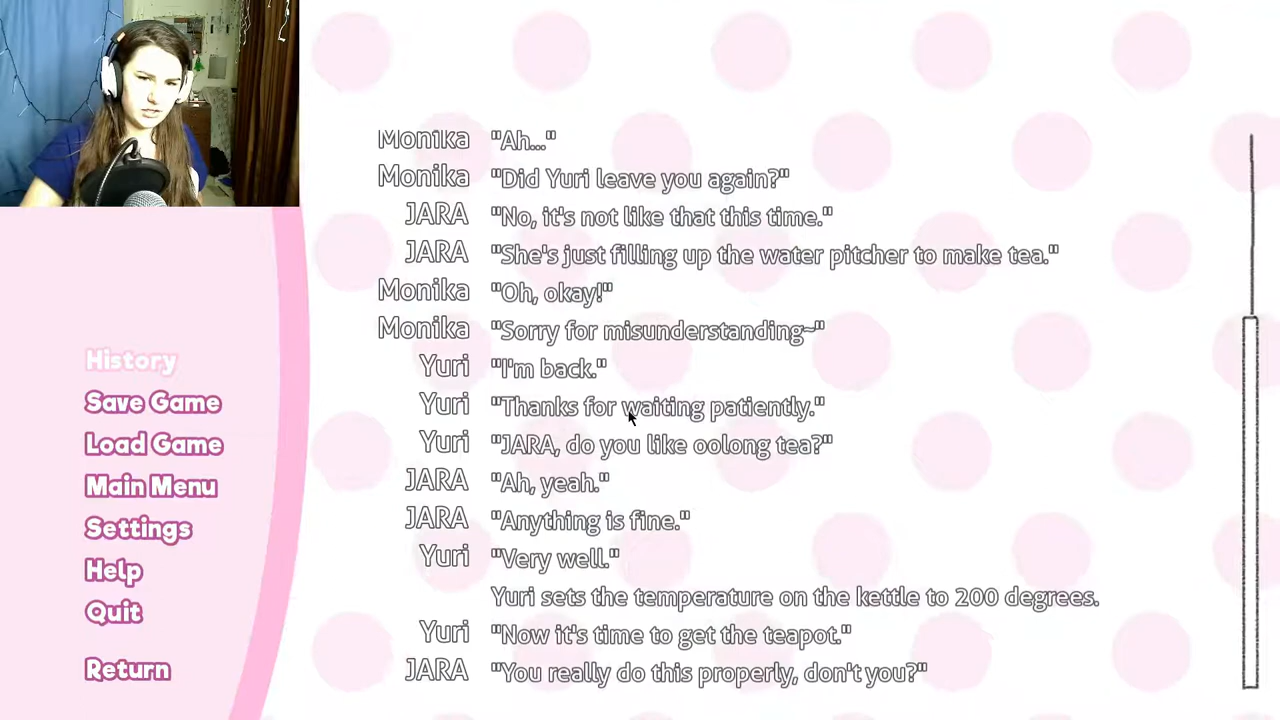 Monika "Ah..."
Monika "Did Yuri leave you again?"
JARA "No, it's not like that this time."
JARA "She's just filling up the water pitcher to make tea."
Monika "Oh, okay!"
Monika "Sorry for misunderstanding~"
Yuri "I'm back."
Yuri "Thanks for waiting patiently."
Yuri "JARA, do you like oolong tea?"
JARA "Ah, yeah."
JARA "Anything is fine."
Yuri "Very well."
Yuri sets the temperature on the kettle to 200 degrees.
Yuri "Now it's time to get the teapot."
JARA "You really do this properly, don't you?"
History
Save Game
Load Game
Main Menu
Settings
Help
Quit
Return